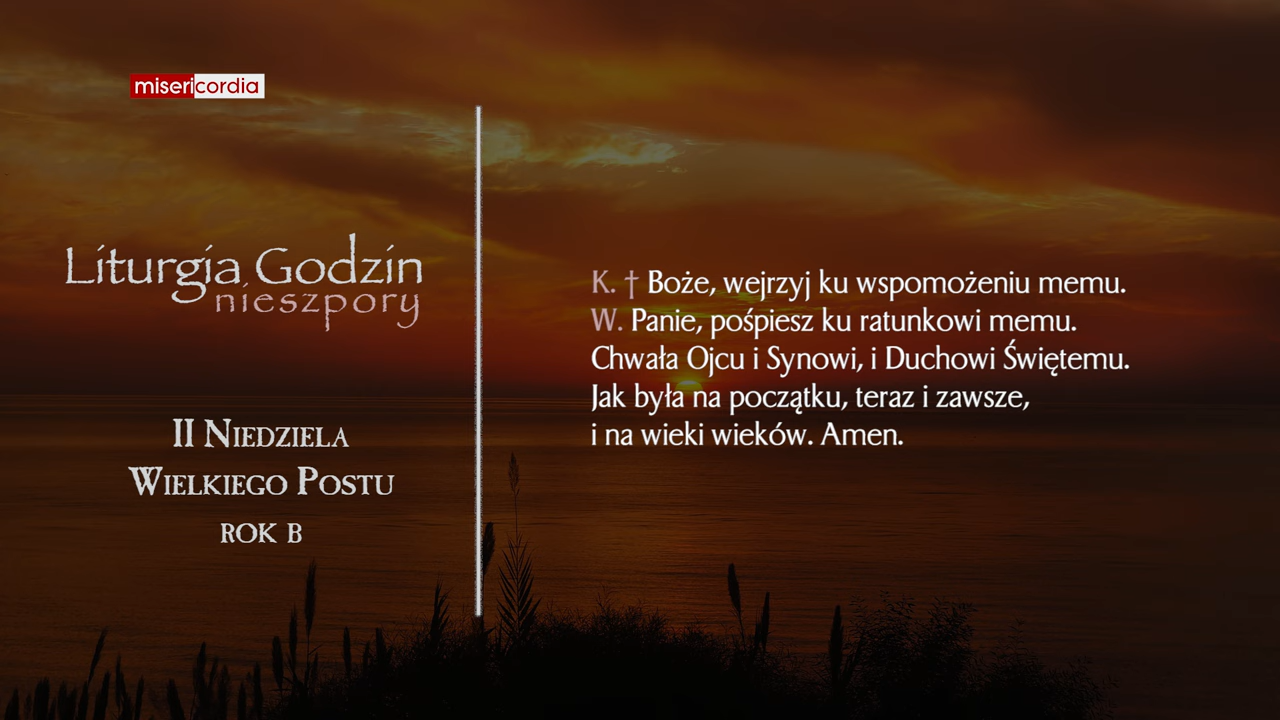 misericordia
Liturgia Godzin
nieszpory
II Niedziela
Wielkiego Postu
rok B
K. † Boże, wejrzyj ku wspomożeniu memu.
W. Panie, pośpiesz ku ratunkowi memu.
Chwała Ojcu i Synowi, i Duchowi Świętemu.
Jak była na początku, teraz i zawsze,
i na wieki wieków. Amen.